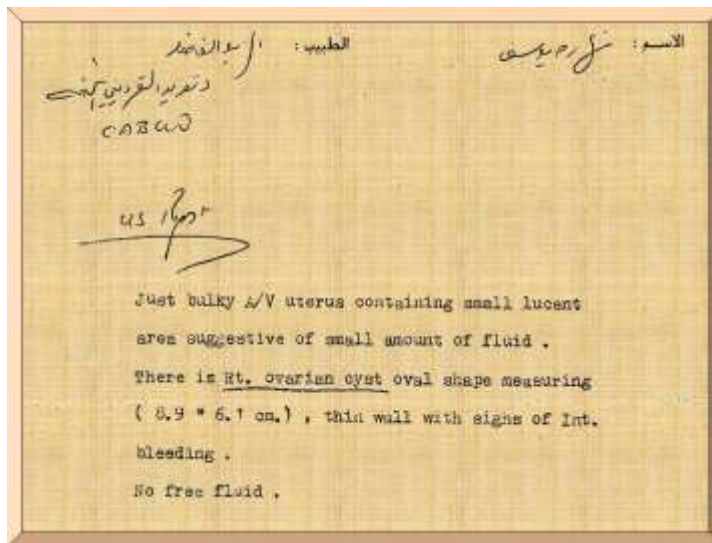 الاسم : الطبيب :
US
Just bulky A/V uterus containing small lucent
area suggestive of small amount of fluid .
There is Rt. ovarian cyst oval shape measuring
( 8.9 * 6.1 cm.) , thin wall with signs of Int.
bleeding .
No free fluid .